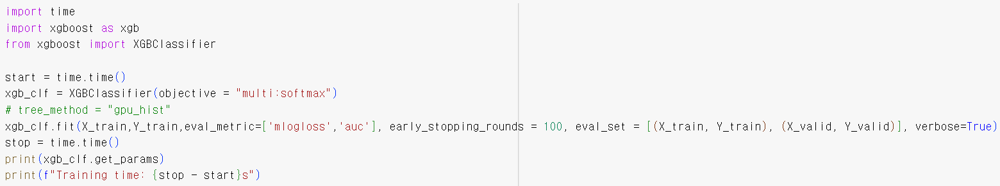 import time
import xgboost as xgb
from xgboost import XGBClassifier
start = time.time()
xgb_clf = XGBClassifier(objective = "multi:softmax")
# tree_method = "gpu_hist"
xgb_clf.fit(X_train,Y_train,eval_metric=['mlogloss','auc'], early_stopping_rounds = 100, eval_set = [(X_train, Y_train), (X_valid, Y_valid)], verbose=True)
stop = time.time()
print(xgb_clf.get_params)
print(f"Training time: {stop - start}s")